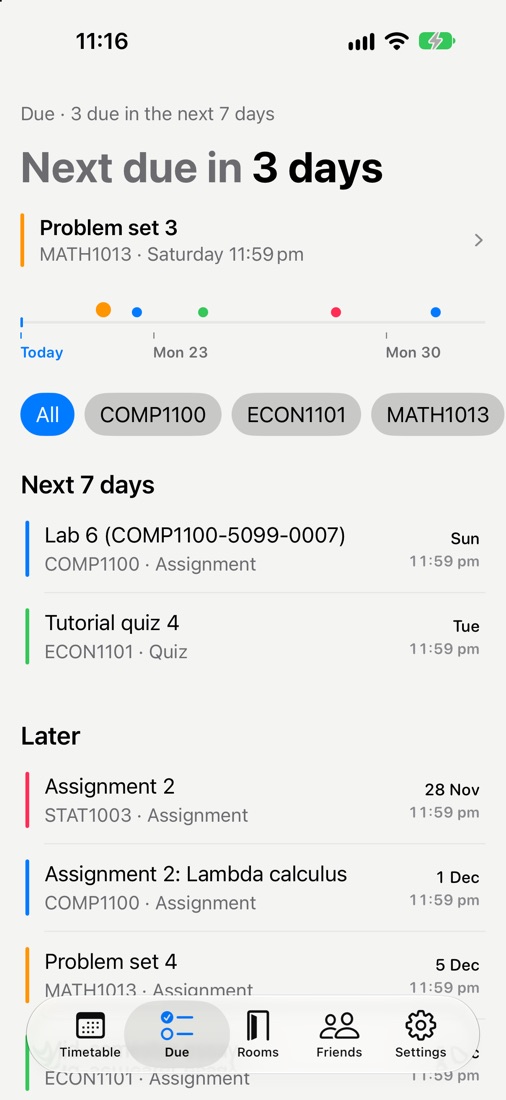 11:16
Due · 3 due in the next 7 days
Next due in 3 days
Problem set 3
MATH1013 · Saturday 11:59 pm
Today
Mon 23
Mon 30
All
COMP1100
ECON1101
MATH1013
Next 7 days
Lab 6 (COMP1100-5099-0007)
Sun
COMP1100 · Assignment
11:59 pm
Tutorial quiz 4
Tue
ECON1101 · Quiz
11:59 pm
Later
Assignment 2
28 Nov
STAT1003 · Assignment
11:59 pm
Assignment 2: Lambda calculus
1 Dec
COMP1100 · Assignment
11:59 pm
Problem set 4
5 Dec
MATH1013 · Assignment
11:59 pm
Timetable
Due
Rooms
Friends
Settings
ECON1101 · Assignment
11:59 pm